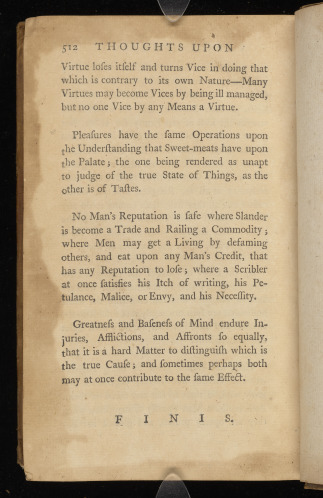 512 THOUGHTS UPON
Virtue loſes itſelf and turns Vice in doing that
which is contrary to its own Nature—Many
Virtues may become Vices by being ill managed,
but no one Vice by any Means a Virtue.
Pleaſures have the ſame Operations upon
the Underſtanding that Sweet-meats have upon
the Palate; the one being rendered as unapt
to judge of the true State of Things, as the
other is of Taſtes.
No Man's Reputation is ſafe where Slander
is become a Trade and Railing a Commodity;
where Men may get a Living by defaming
others, and eat upon any Man's Credit, that
has any Reputation to loſe; where a Scribler
at once ſatisfies his Itch of writing, his Pe-
tulance, Malice, or Envy, and his Neceſſity.
Greatneſs and Baſeneſs of Mind endure In-
juries, Afflictions, and Affronts ſo equally,
that it is a hard Matter to diſtinguiſh which is
the true Cauſe; and ſometimes perhaps both
may at once contribute to the ſame Effect.
F I N I S.